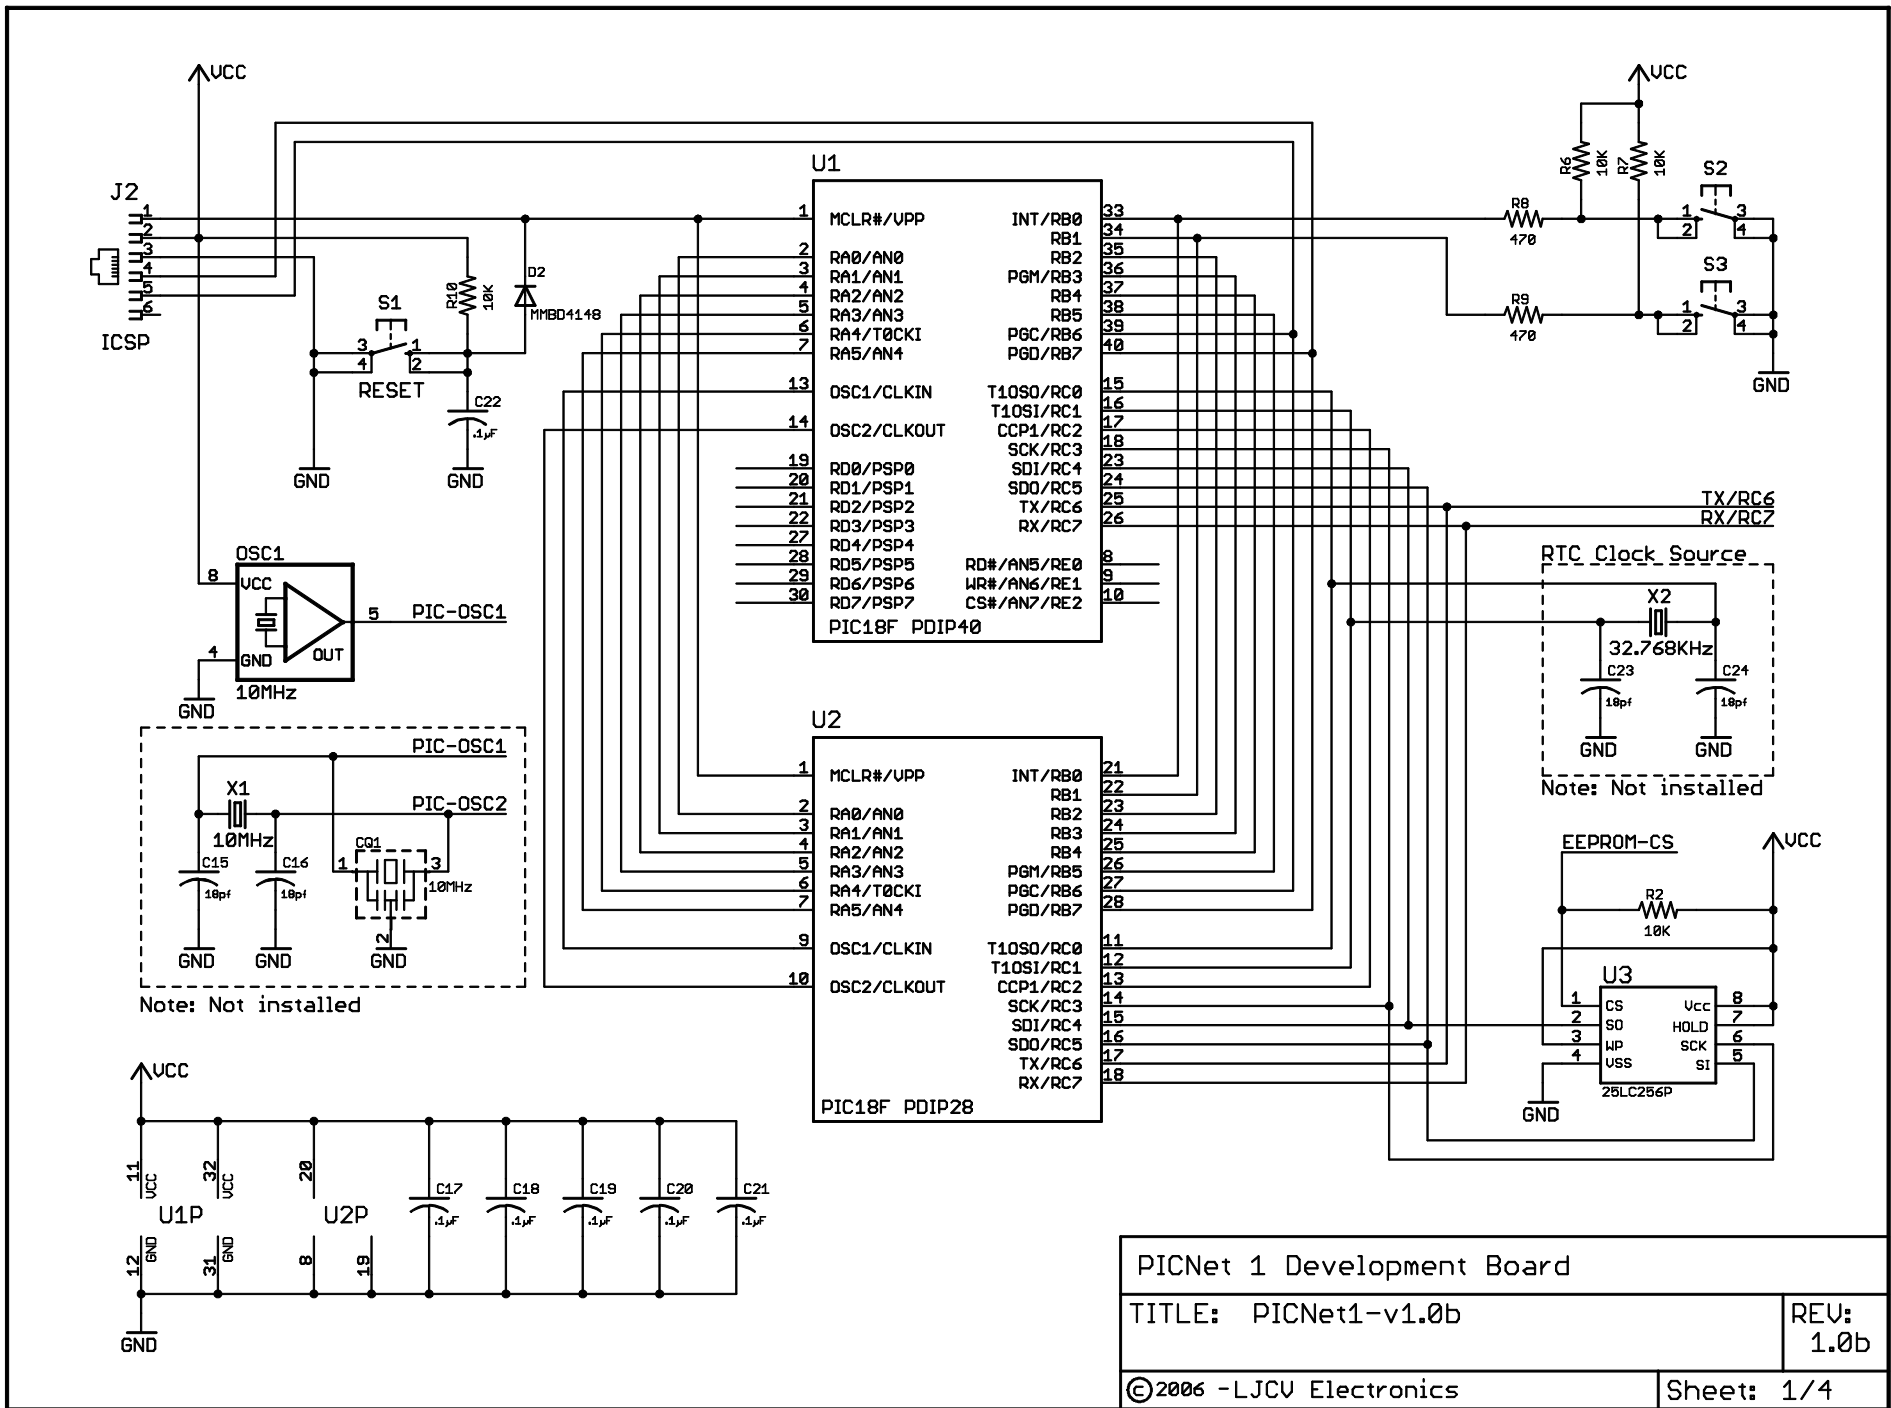 VCC
J2
1
2
3
4
5
6
ICSP
S1
3
4
1
2
RESET
GND
R10
10K
D2
MMBD4148
C22
.1µF
GND
OSC1
8
VCC
5
PIC-OSC1
4
GND
OUT
10MHz
GND
PIC-OSC1
X1
PIC-OSC2
10MHz
CQ1
1
3
10MHz
2
C15
18pf
C16
18pf
GND
GND
GND
Note: Not installed
VCC
11
VCC
32
VCC
20
U1P
U2P
12
GND
31
GND
8
19
C17
.1µF
C18
.1µF
C19
.1µF
C20
.1µF
C21
.1µF
GND
U1
1 MCLR#/VPP
2 RA0/AN0
3 RA1/AN1
4 RA2/AN2
5 RA3/AN3
6 RA4/T0CKI
7 RA5/AN4
13 OSC1/CLKIN
14 OSC2/CLKOUT
19 RD0/PSP0
20 RD1/PSP1
21 RD2/PSP2
22 RD3/PSP3
27 RD4/PSP4
28 RD5/PSP5
29 RD6/PSP6
30 RD7/PSP7
INT/RB0 33
RB1 34
RB2 35
PGM/RB3 36
RB4 37
RB5 38
PGC/RB6 39
PGD/RB7 40
T1OSO/RC0 15
T1OSI/RC1 16
CCP1/RC2 17
SCK/RC3 18
SDI/RC4 23
SDO/RC5 24
TX/RC6 25
RX/RC7 26
RD#/AN5/RE0 8
WR#/AN6/RE1 9
CS#/AN7/RE2 10
PIC18F PDIP40
U2
1 MCLR#/VPP
2 RA0/AN0
3 RA1/AN1
4 RA2/AN2
5 RA3/AN3
6 RA4/T0CKI
7 RA5/AN4
9 OSC1/CLKIN
10 OSC2/CLKOUT
INT/RB0 21
RB1 22
RB2 23
RB3 24
RB4 25
PGM/RB5 26
PGC/RB6 27
PGD/RB7 28
T1OSO/RC0 11
T1OSI/RC1 12
CCP1/RC2 13
SCK/RC3 14
SDI/RC4 15
SDO/RC5 16
TX/RC6 17
RX/RC7 18
PIC18F PDIP28
VCC
R6
10K
R7
10K
R8
470
R9
470
S2
1
2
3
4
S3
1
2
3
4
GND
TX/RC6
RX/RC7
RTC Clock Source
X2
32.768KHz
C23
18pf
C24
18pf
GND
GND
Note: Not installed
EEPROM-CS
VCC
R2
10K
U3
1 CS
2 SO
3 WP
4 VSS
Vcc 8
HOLD 7
SCK 6
SI 5
25LC256P
GND
PICNet 1 Development Board
TITLE: PICNet1-v1.0b
REV:
1.0b
©2006 -LJCV Electronics
Sheet: 1/4